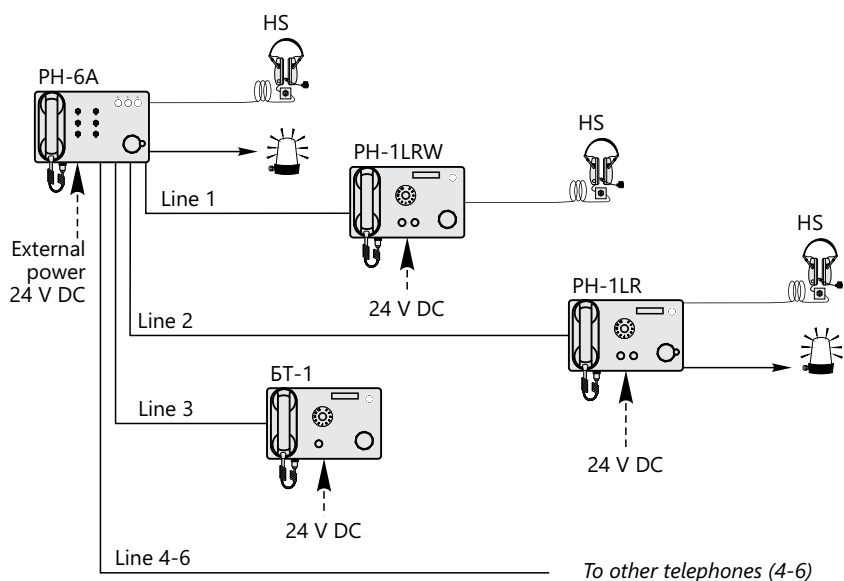 HS
PH-6A
HS
PH-1LRW
Line 1
HS
External
power
24 V DC
24 V DC
PH-1LR
Line 2
БТ-1
Line 3
24 V DC
24 V DC
Line 4-6
To other telephones (4-6)